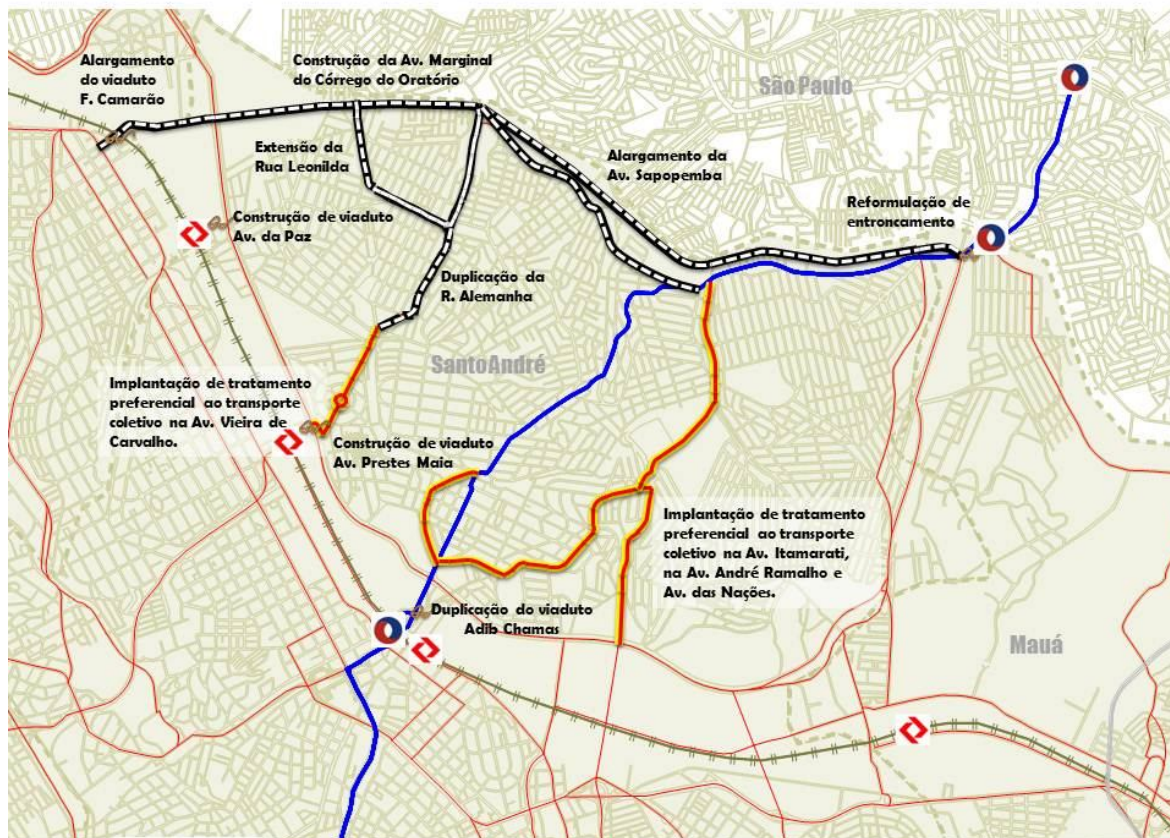 Alargamento
do viaduto
F. Camarão
Construção da Av. Marginal
do Córrego do Oratório
São Paulo
Extensão da
Rua Leonilda
Alargamento da
Av. Sapopemba
Reformulação de
entroncamento
Construção de viaduto
Av. da Paz
Duplicação da
R. Alemanha
SantoAndré
Implantação de tratamento
preferencial ao transporte
coletivo na Av. Vieira de
Carvalho.
Construção de viaduto
Av. Prestes Maia
Implantação de tratamento
preferencial ao transporte
coletivo na Av. Itamarati,
na Av. André Ramalho e
Av. das Nações.
Duplicação do viaduto
Adib Chamas
Mauá